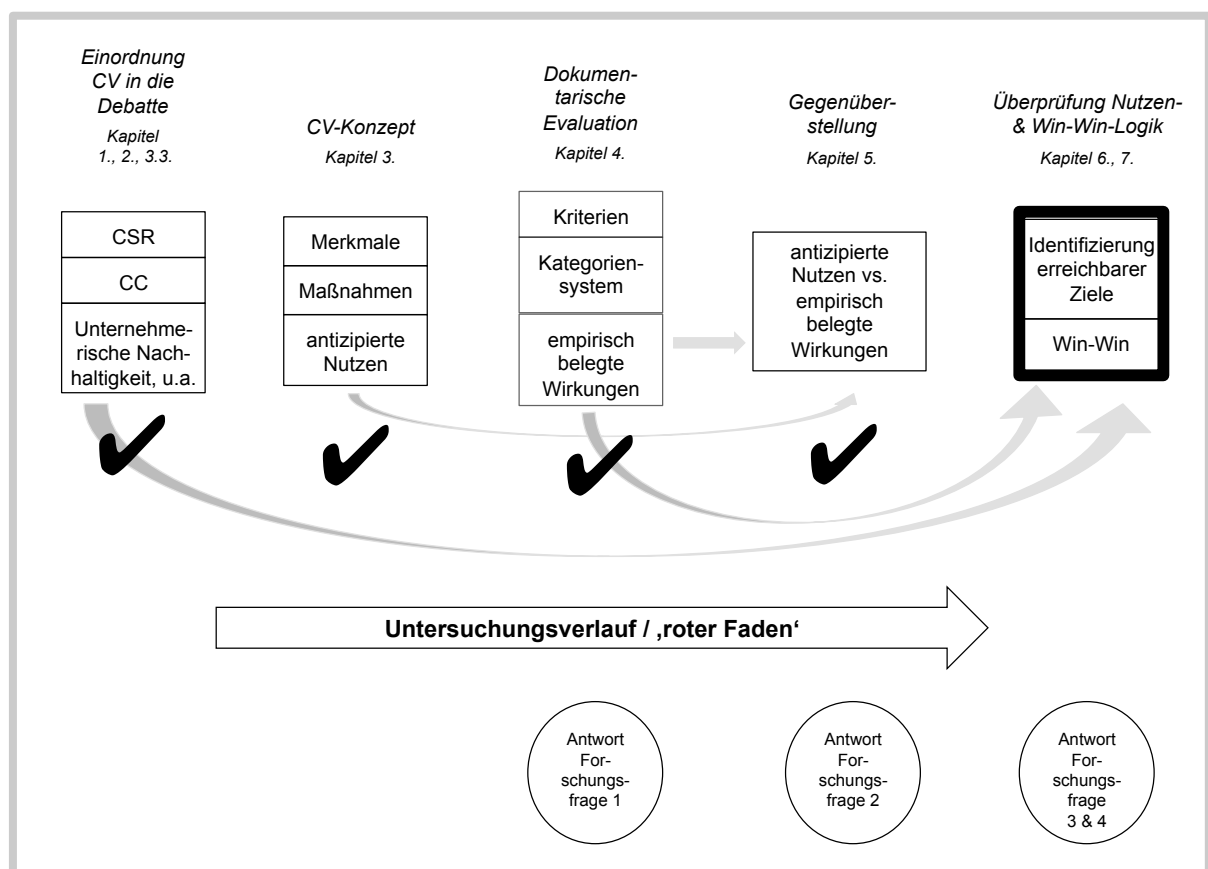 Einordnung
CV in die
Debatte
Kapitel
1., 2., 3.3.
CSR
CC
Unternehme-
rische Nach-
haltigkeit, u.a.
CV-Konzept
Kapitel 3.
Merkmale
Maßnahmen
antizipierte
Nutzen
Dokumen-
tarische
Evaluation
Kapitel 4.
Kriterien
Kategorien-
system
empirisch
belegte
Wirkungen
Gegenüber-
stellung
Kapitel 5.
antizipierte
Nutzen vs.
empirisch
belegte
Wirkungen
Überprüfung Nutzen-
& Win-Win-Logik
Kapitel 6., 7.
Identifizierung
erreichbarer
Ziele
Win-Win
Untersuchungsverlauf / ‚roter Faden‘
Antwort
For-
schungs-
frage 1
Antwort
For-
schungs-
frage 2
Antwort
For-
schungs-
frage
3 & 4